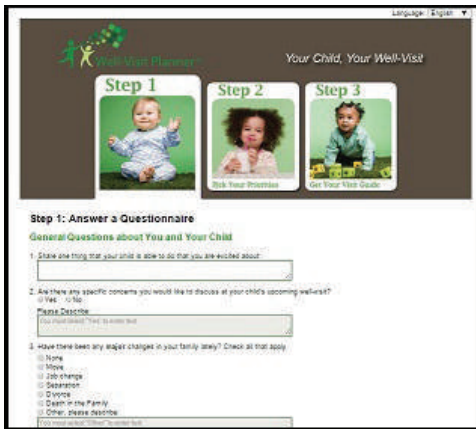 Language: English ▼
Well-Visit Planner
Your Child, Your Well-Visit
Step 1
Step 2
Step 3
Pick Your Priorities
Get Your Visit Guide
Step 1: Answer a Questionnaire
General Questions about You and Your Child
1. Share one thing that your child is able to do that you are excited about:
2. Are there any specific concerns you would like to discuss at your child's upcoming well-visit?
Yes No
Please Describe:
You must select "Yes" to enter text
3. Have there been any major changes in your family lately? Check all that apply.
None
Move
Job change
Separation
Divorce
Death in the Family
Other, please describe:
You must select "Other" to enter text